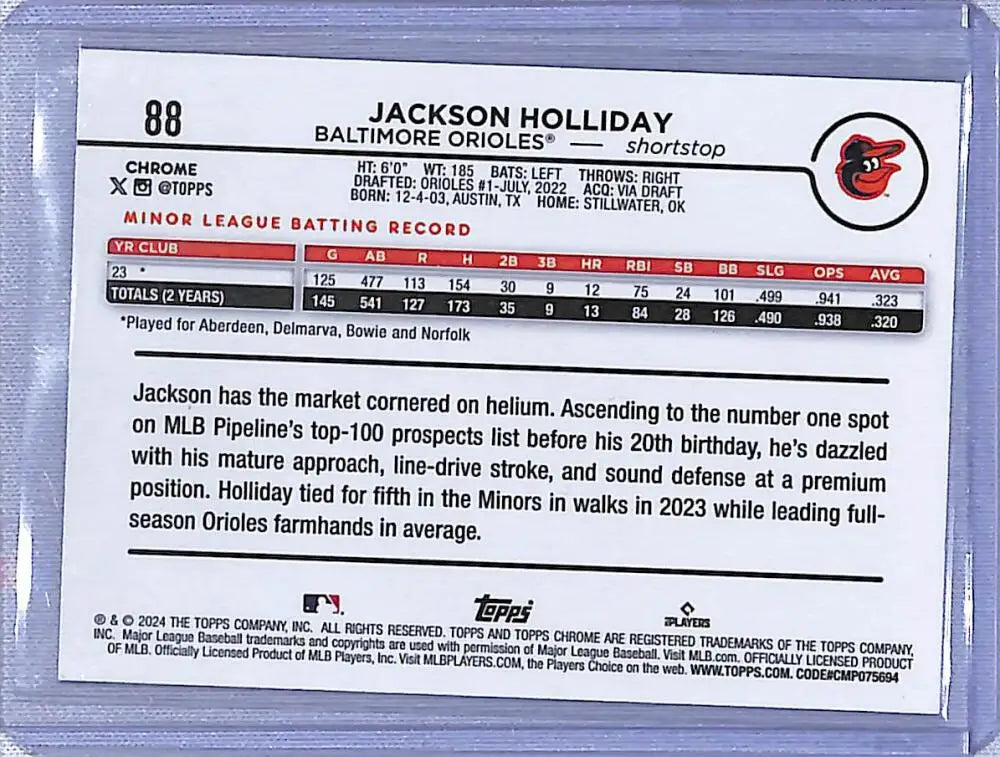 88
JACKSON HOLLIDAY
BALTIMORE ORIOLES® — shortstop
CHROME
X @TOPPS
HT: 6'0" WT: 185 BATS: LEFT THROWS: RIGHT
DRAFTED: ORIOLES #1-JULY, 2022 ACQ: VIA DRAFT
BORN: 12-4-03, AUSTIN, TX HOME: STILLWATER, OK
MINOR LEAGUE BATTING RECORD
YR CLUB G AB R H 2B 3B HR RBI SB BB SLG OPS AVG
23 * 125 477 113 154 30 9 12 75 24 101 .499 .941 .323
TOTALS (2 YEARS) 145 541 127 173 35 9 13 84 28 126 .490 .938 .320
*Played for Aberdeen, Delmarva, Bowie and Norfolk
Jackson has the market cornered on helium. Ascending to the number one spot
on MLB Pipeline's top-100 prospects list before his 20th birthday, he's dazzled
with his mature approach, line-drive stroke, and sound defense at a premium
position. Holliday tied for fifth in the Minors in walks in 2023 while leading full-
season Orioles farmhands in average.
Topps
PLAYERS
® & © 2024 THE TOPPS COMPANY, INC. ALL RIGHTS RESERVED. TOPPS AND TOPPS CHROME ARE REGISTERED TRADEMARKS OF THE TOPPS COMPANY,
INC. Major League Baseball trademarks and copyrights are used with permission of Major League Baseball. Visit MLB.com. OFFICIALLY LICENSED PRODUCT
OF MLB. Officially Licensed Product of MLB Players, Inc. Visit MLBPLAYERS.COM, the Players Choice on the web. WWW.TOPPS.COM. CODE#CMP075694